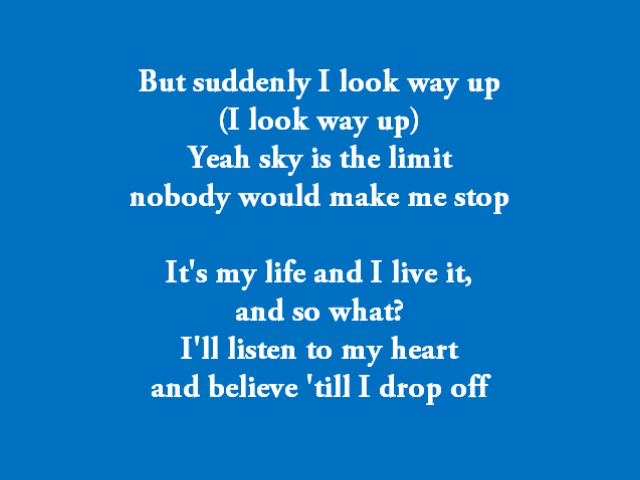 But suddenly I look way up
(I look way up)
Yeah sky is the limit
nobody would make me stop
It's my life and I live it,
and so what?
I'll listen to my heart
and believe 'till I drop off